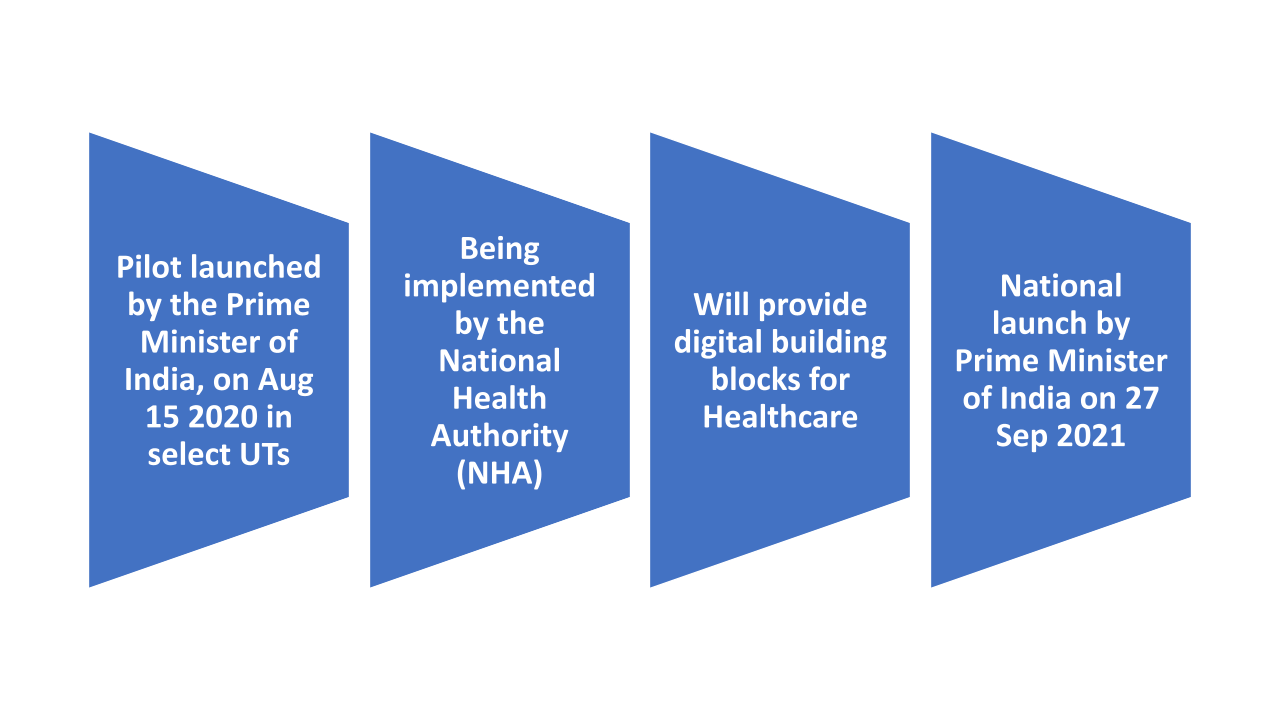 Pilot launched
by the Prime
Minister of
India, on Aug
15 2020 in
select UTs
Being
implemented
by the
National
Health
Authority
(NHA)
Will provide
digital building
blocks for
Healthcare
National
launch by
Prime Minister
of India on 27
Sep 2021